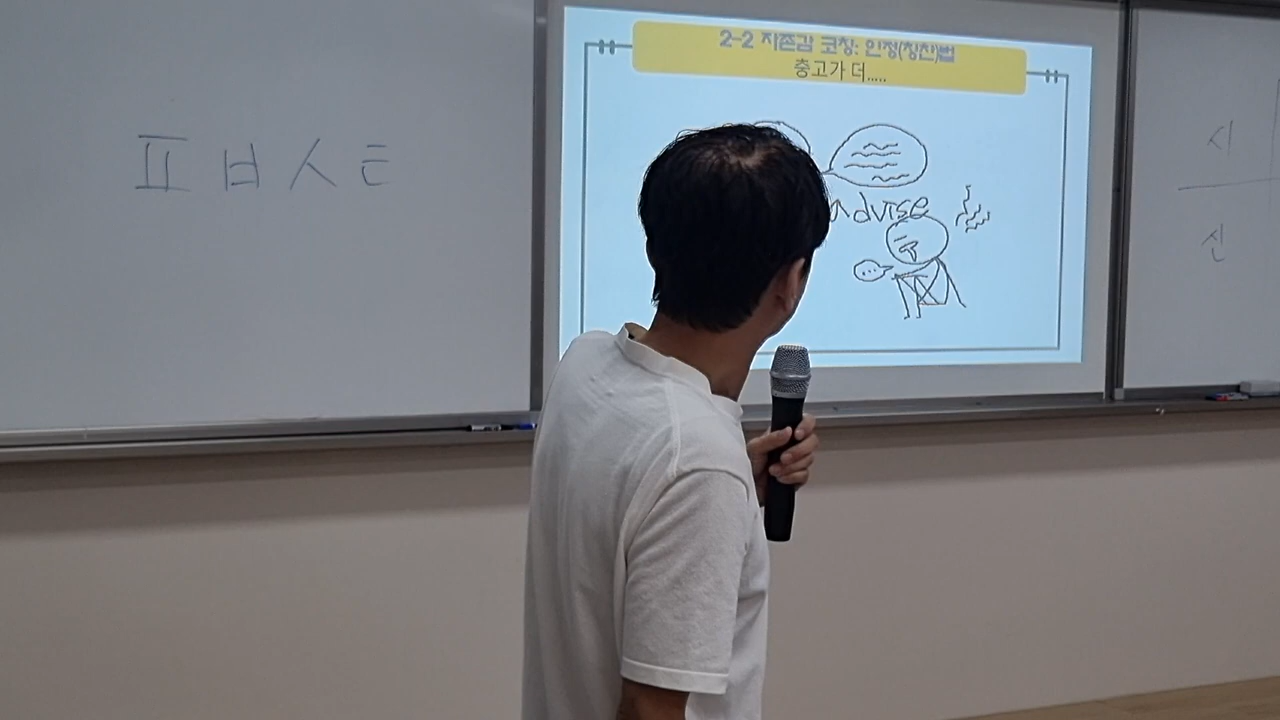 ㅍ ㅂ ㅅ ㅌ
2-2 자존감 코칭: 인정(칭찬)법
충고가 더.....
advise
시
신